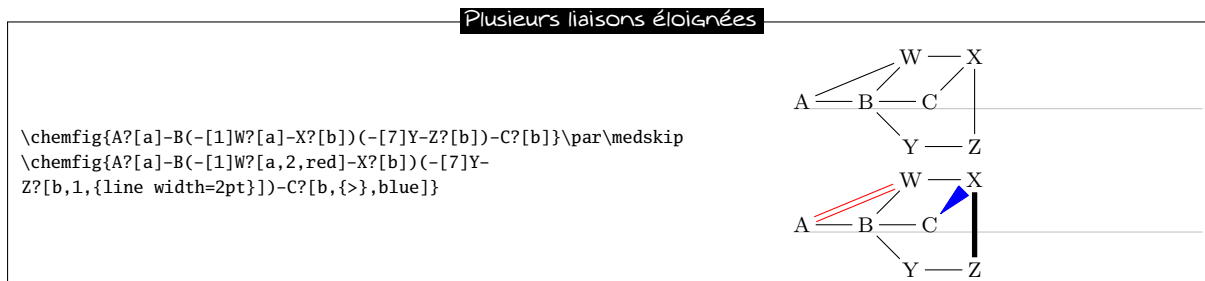 Plusieurs liaisons éloignées
\chemfig{A?[a]-B(-[1]W?[a]-X?[b])(-[7]Y-Z?[b])-C?[b]}\par\medskip
\chemfig{A?[a]-B(-[1]W?[a,2,red]-X?[b])(-[7]Y-
Z?[b,1,{line width=2pt}])-C?[b,{>},blue]}
W X
A B C
Y Z
W X
A B C
Y Z